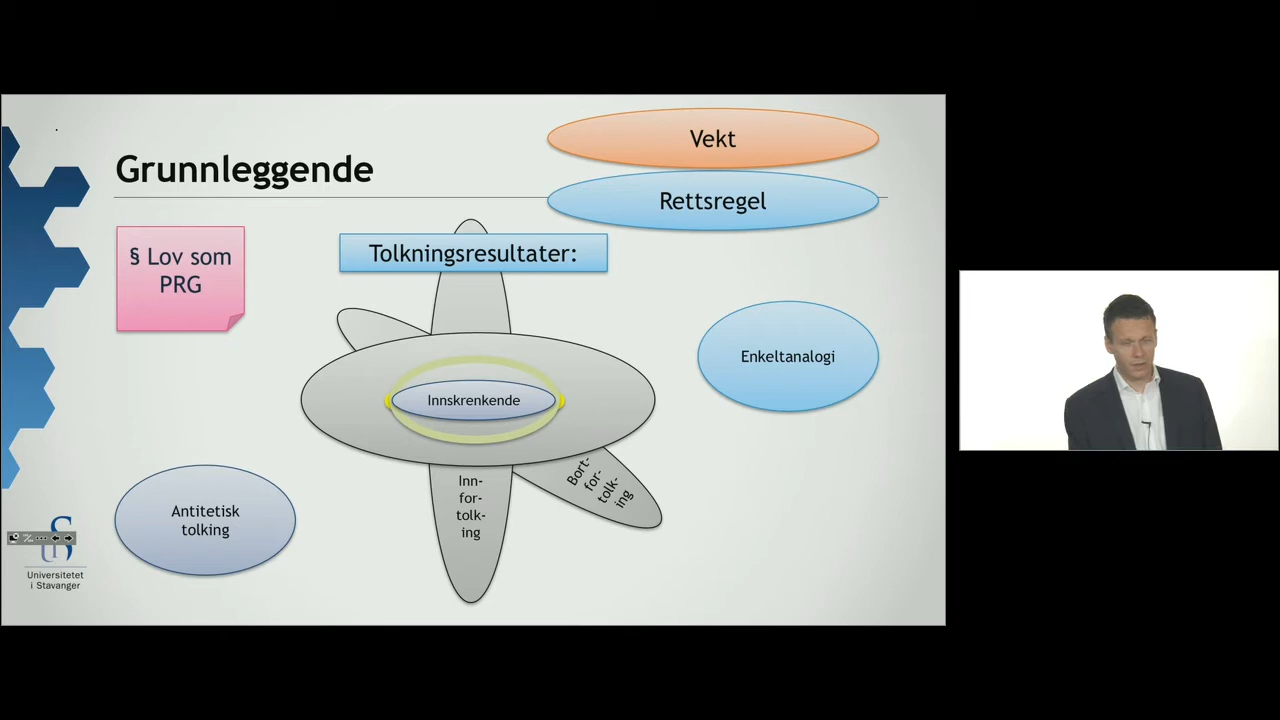 Vekt
Grunnleggende
Rettsregel
§ Lov som
PRG
Tolkningsresultater:
Enkeltanalogi
Innskrenkende
Inn-
for-
tolk-
ing
Bort-
for-
tolk-
ing
Antitetisk
tolking
Universitetet
i Stavanger